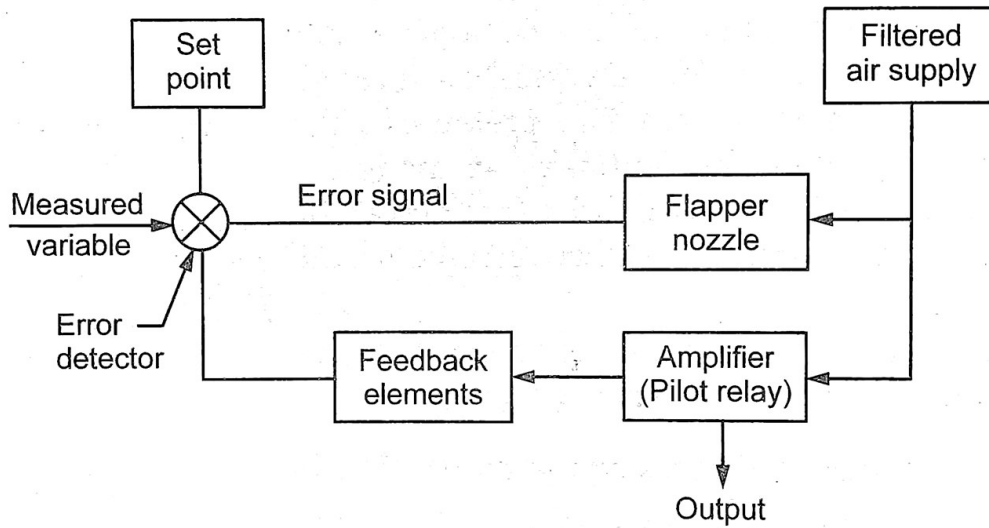 Set
point
Filtered
air supply
Measured
variable
Error signal
Flapper
nozzle
Error
detector
Feedback
elements
Amplifier
(Pilot relay)
Output